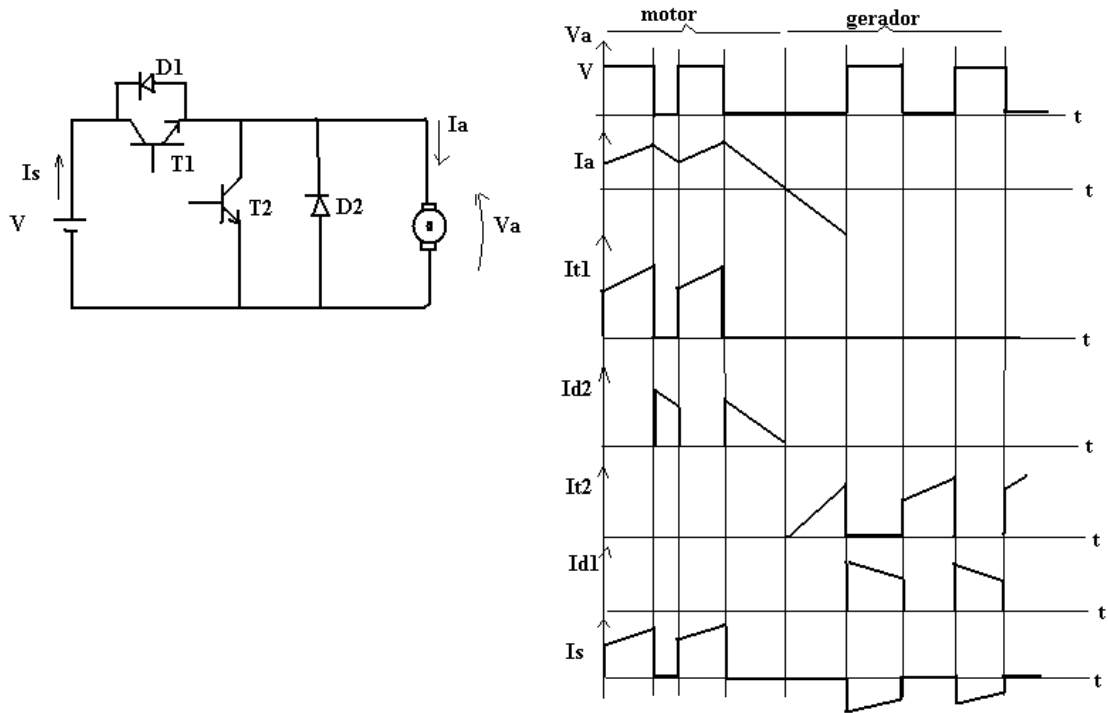 D1
T1
Is
V
T2
D2
Ia
Va
motor
gerador
Va
V
t
Ia
t
It1
t
Id2
t
It2
t
Id1
t
Is
t